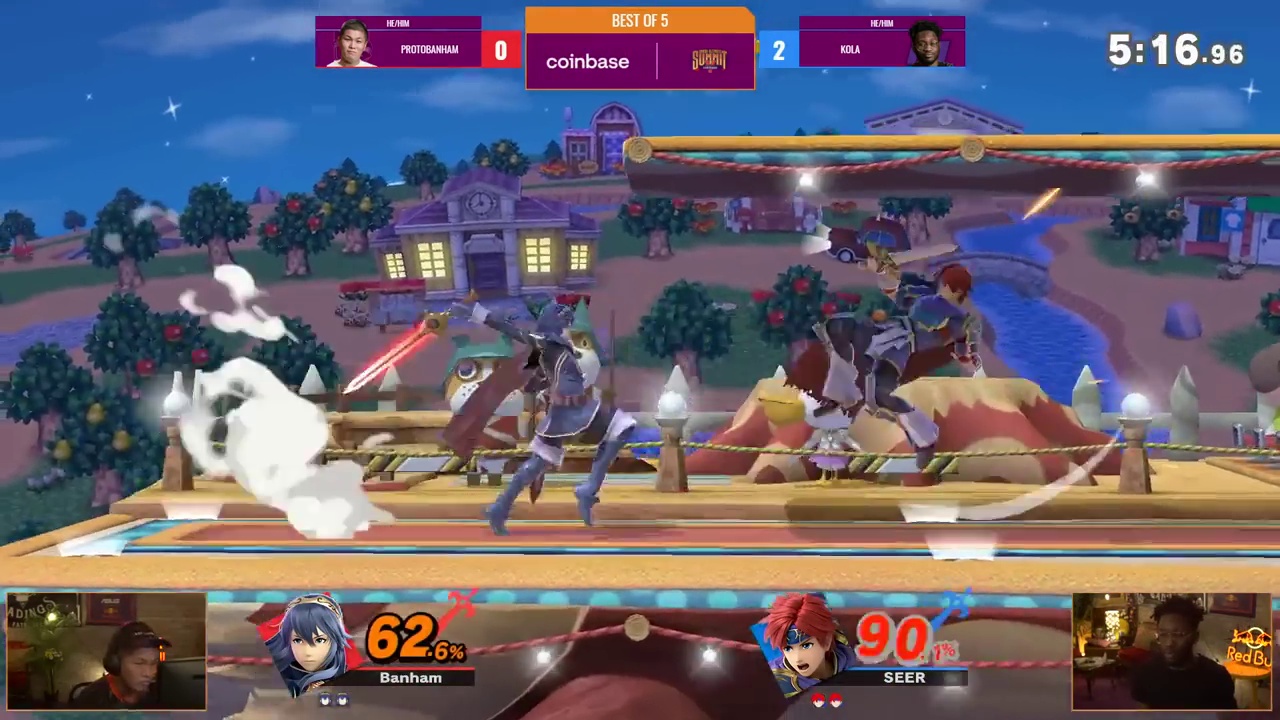 HE/HIM
PROTOBANHAM
0
BEST OF 5
coinbase
SUMMIT
2
HE/HIM
KOLA
5:16.96
62.6%
Banham
90.1%
SEER
ADING
Red Bu